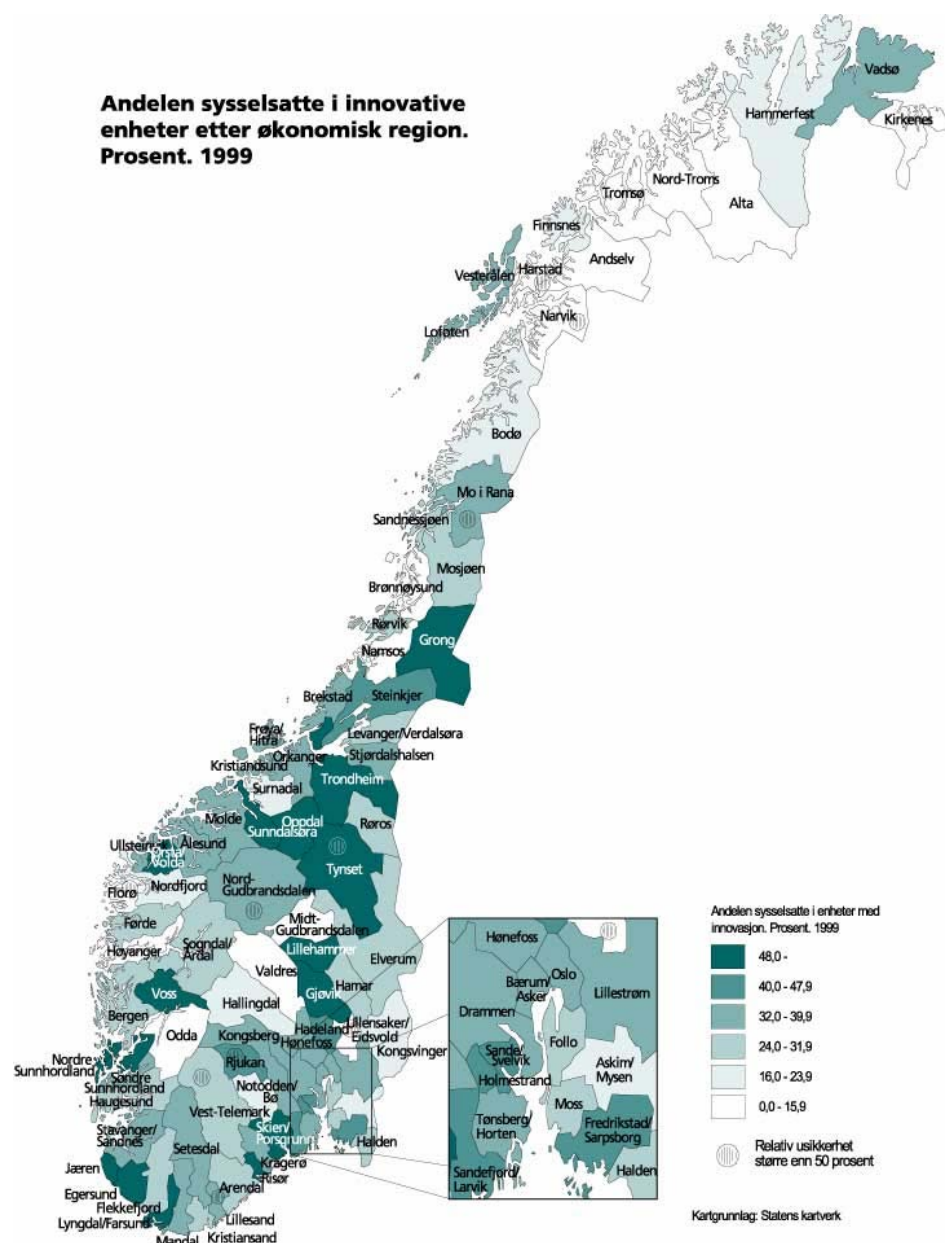 Andelen sysselsatte i innovative
enheter etter økonomisk region.
Prosent. 1999
Vadsø
Hammerfest
Kirkenes
Nord-Troms
Tromsø
Alta
Finnsnes
Andselv
Harstad
Vesterålen
Narvik
Lofoten
Bodø
Mo i Rana
Sandnessjøen
Mosjøen
Brønnøysund
Rørvik
Grong
Namsos
Steinkjer
Brekstad
Frøya/
Hitra
Levanger/Verdalsøra
Orkanger
Stjørdalshalsen
Kristiansund
Trondheim
Surnadal
Molde
Oppdal
Røros
Sunndalsøra
Ålesund
Volda
Tynset
Nordfjord
Nord-
Gudbrandsdalen
Florø
Midt-
Gudbrandsdalen
Førde
Sogndal/
Årdal
Lillehammer
Elverum
Høyanger
Valdres
Hamar
Voss
Gjøvik
Hallingdal
Bergen
Ullensaker/
Eidsvold
Odda
Hadeland
Kongsberg
Hønefoss
Kongsvinger
Nordre
Sunnhordland
Rjukan
Søndre
Sunnhordland
Notodden/
Bø
Haugesund
Vest-Telemark
Skien/
Porsgrunn
Stavanger/
Sandnes
Halden
Setesdal
Kragerø
Jæren
Risør
Arendal
Egersund
Flekkefjord
Lillesand
Lyngdal/Farsund
Kristiansand
Mandal
Hønefoss
Oslo
Bærum/
Asker
Lillestrøm
Drammen
Follo
Sande/
Svelvik
Askim/
Mysen
Holmestrand
Moss
Tønsberg/
Horten
Fredrikstad/
Sarpsborg
Sandefjord/
Larvik
Halden
Andelen sysselsatte i enheter med
innovasjon. Prosent. 1999
48,0 -
40,0 - 47,9
32,0 - 39,9
24,0 - 31,9
16,0 - 23,9
0,0 - 15,9
Relativ usikkerhet
større enn 50 prosent
Kartgrunnlag: Statens kartverk